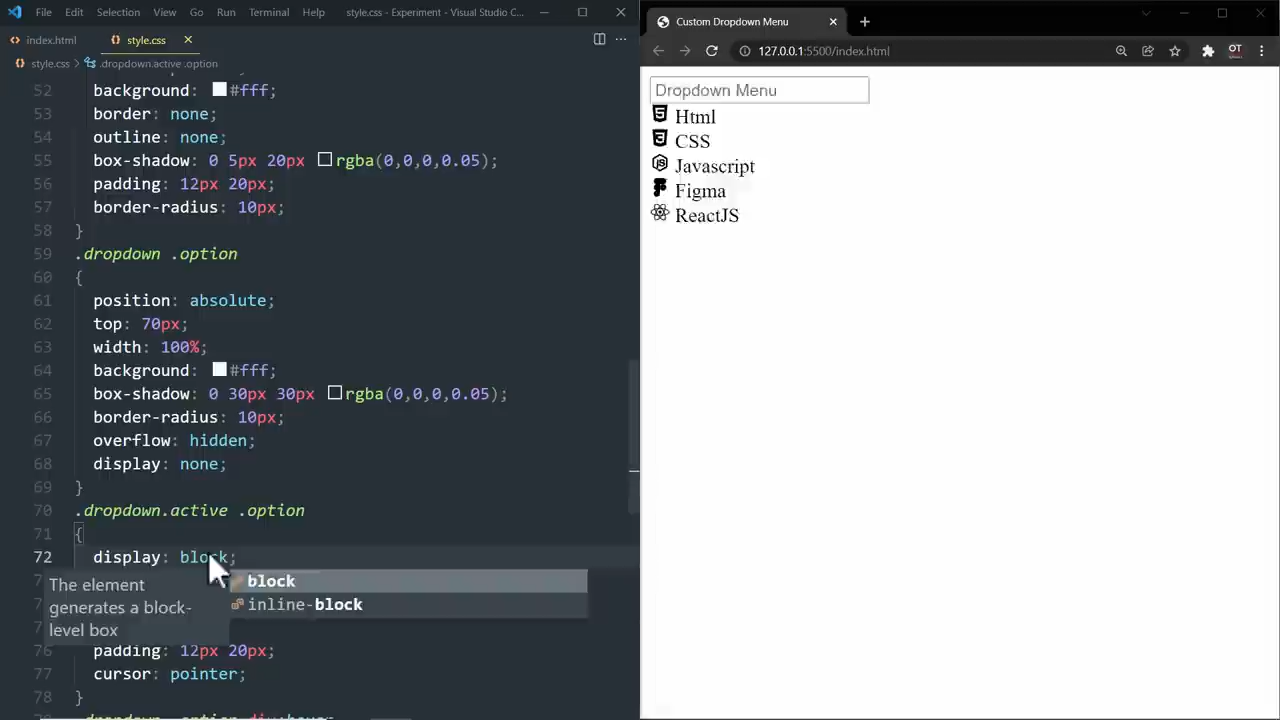 File Edit Selection View Go Run Terminal Help style.css - Experiment - Visual Studio C...
index.html style.css
style.css > .dropdown.active .option
52 background: #fff;
53 border: none;
54 outline: none;
55 box-shadow: 0 5px 20px rgba(0,0,0,0.05);
56 padding: 12px 20px;
57 border-radius: 10px;
58 }
59 .dropdown .option
60 {
61 position: absolute;
62 top: 70px;
63 width: 100%;
64 background: #fff;
65 box-shadow: 0 30px 30px rgba(0,0,0,0.05);
66 border-radius: 10px;
67 overflow: hidden;
68 display: none;
69 }
70 .dropdown.active .option
71 {
72 display: block;
block
inline-block
The element
generates a block-
level box
76 padding: 12px 20px;
77 cursor: pointer;
78 }
Custom Dropdown Menu
127.0.0.1:5500/index.html
Dropdown Menu
Html
CSS
Javascript
Figma
ReactJS